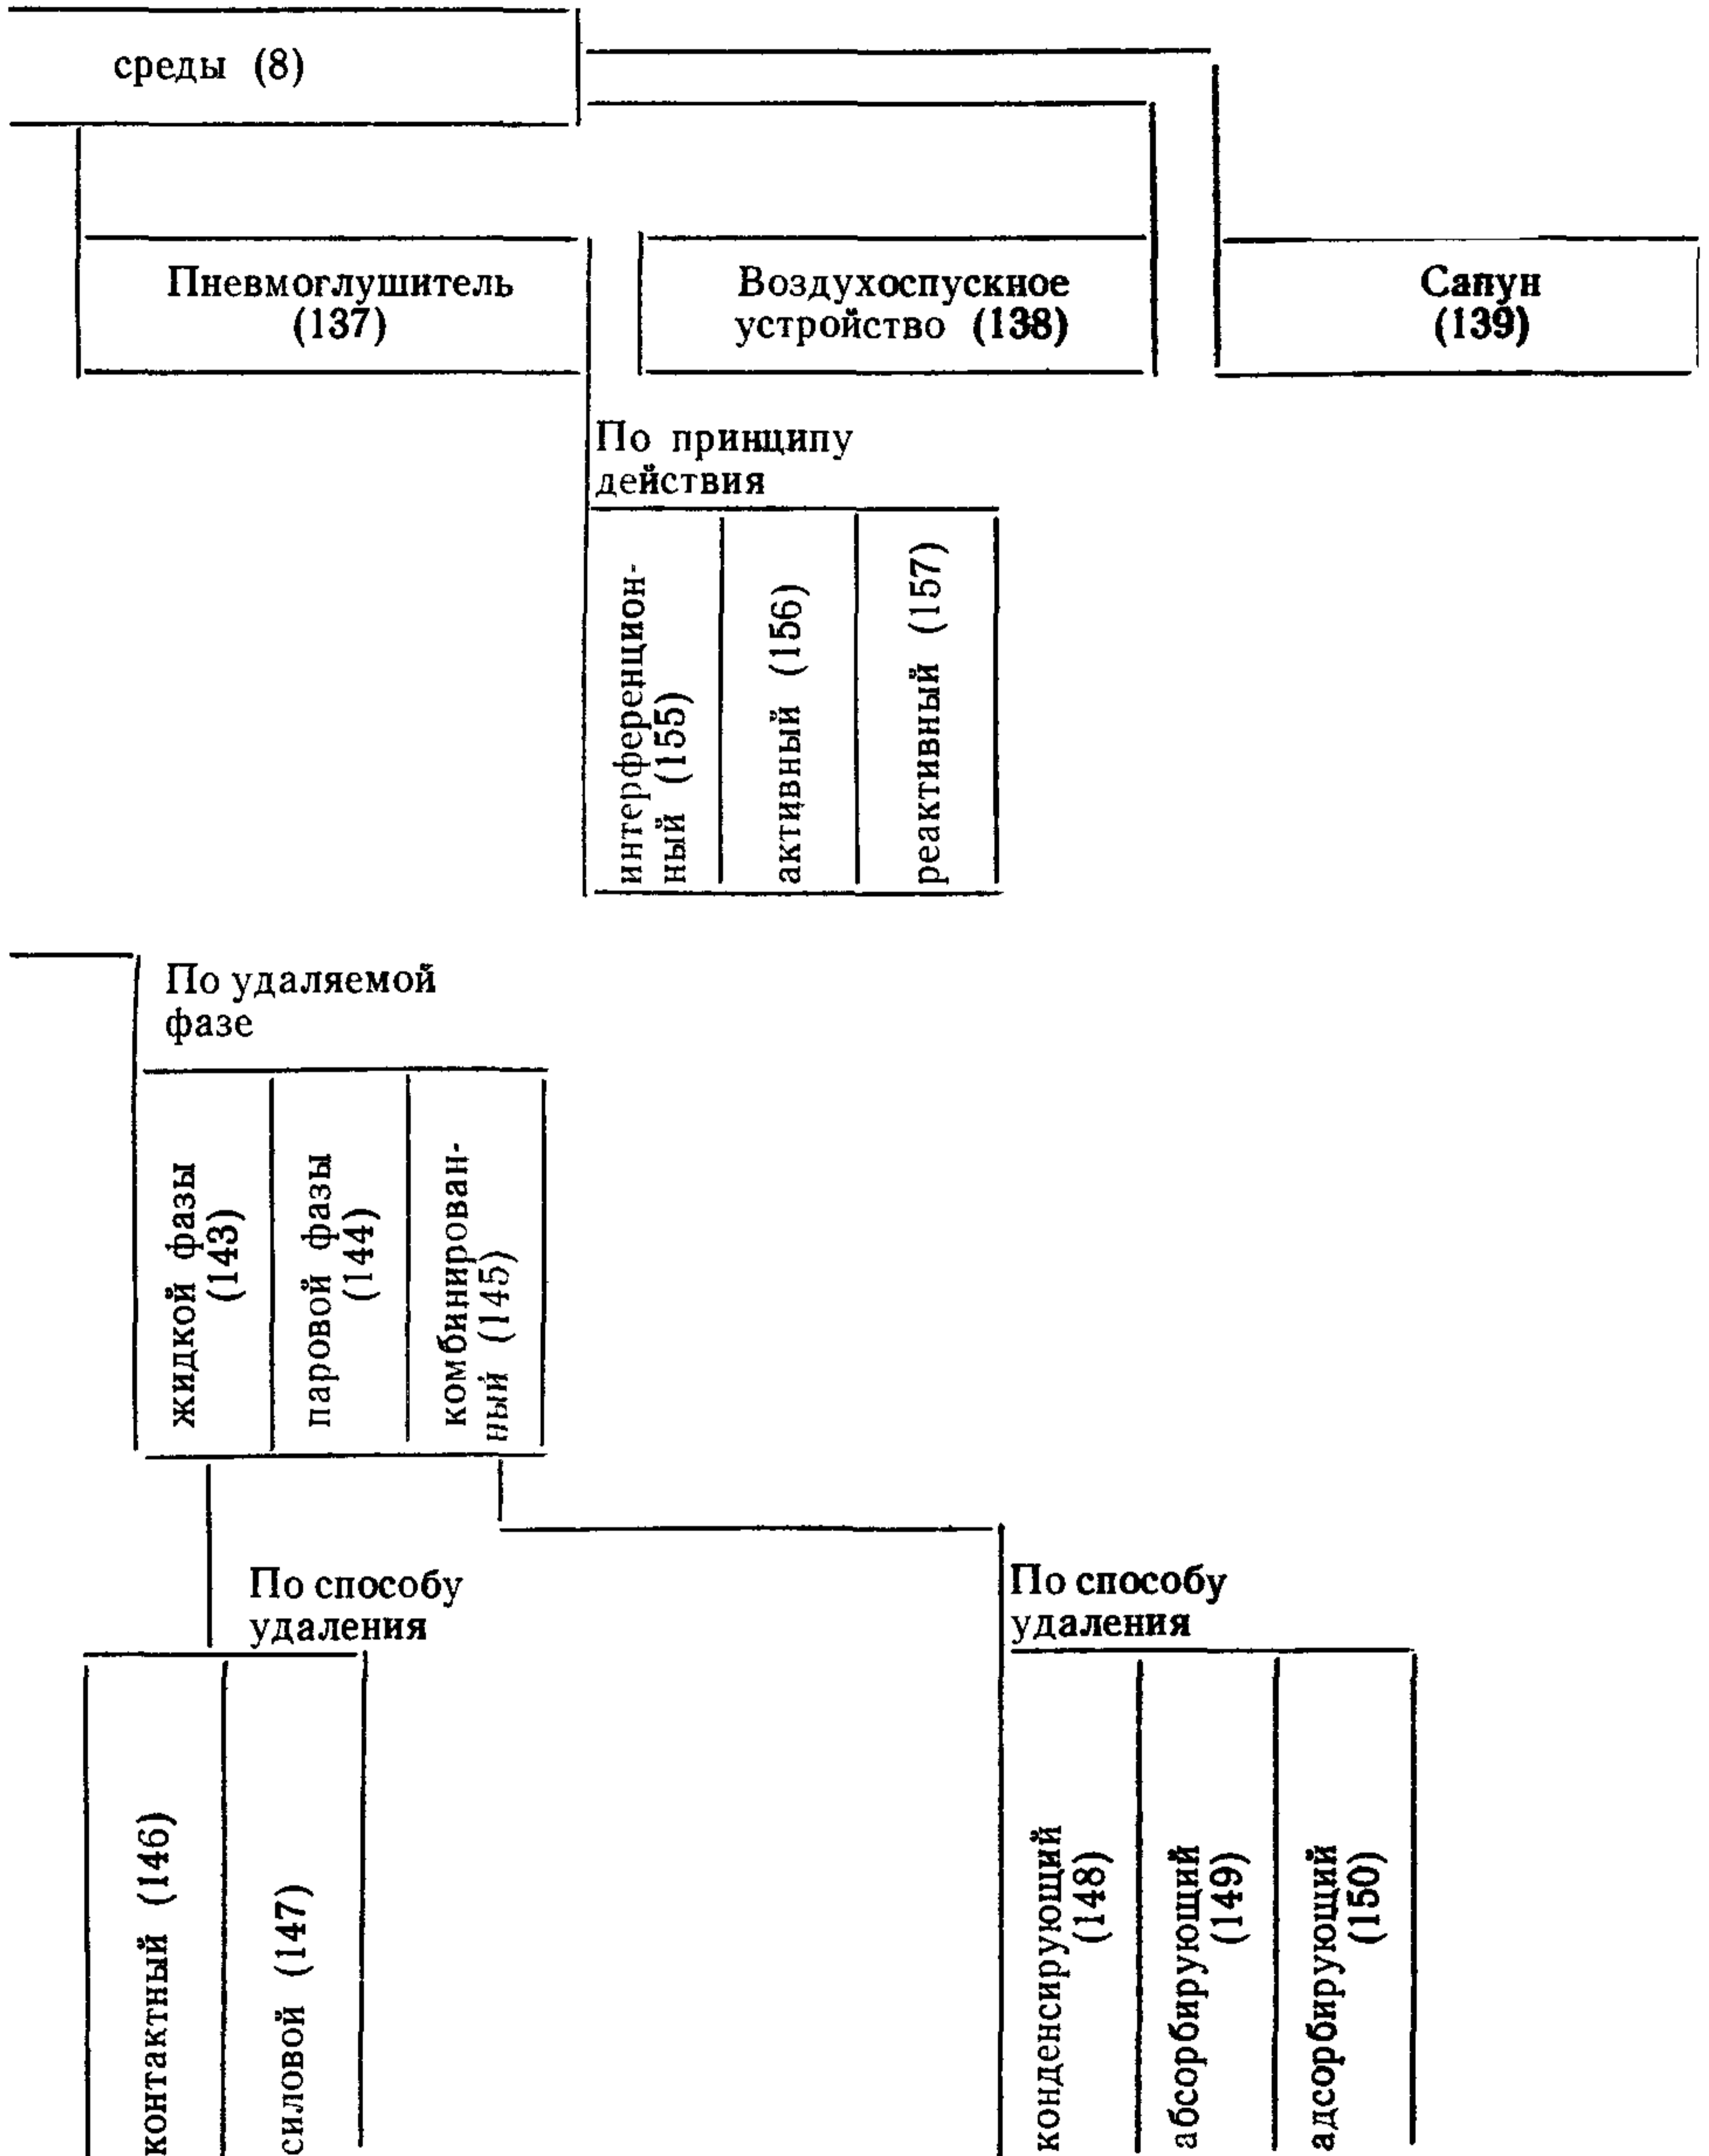 среды (8)
Пневмоглушитель
(137)
Воздухоспускное
устройство (138)
Сапун
(139)
По принципу
действия
интерференцион-
ный (155)
активный (156)
реактивный (157)
По удаляемой
фазе
жидкой фазы
(143)
паровой фазы
(144)
комбинирован-
ный (145)
По способу
удаления
контактный (146)
силовой (147)
По способу
удаления
конденсирующий
(148)
абсорбирующий
(149)
адсорбирующий
(150)